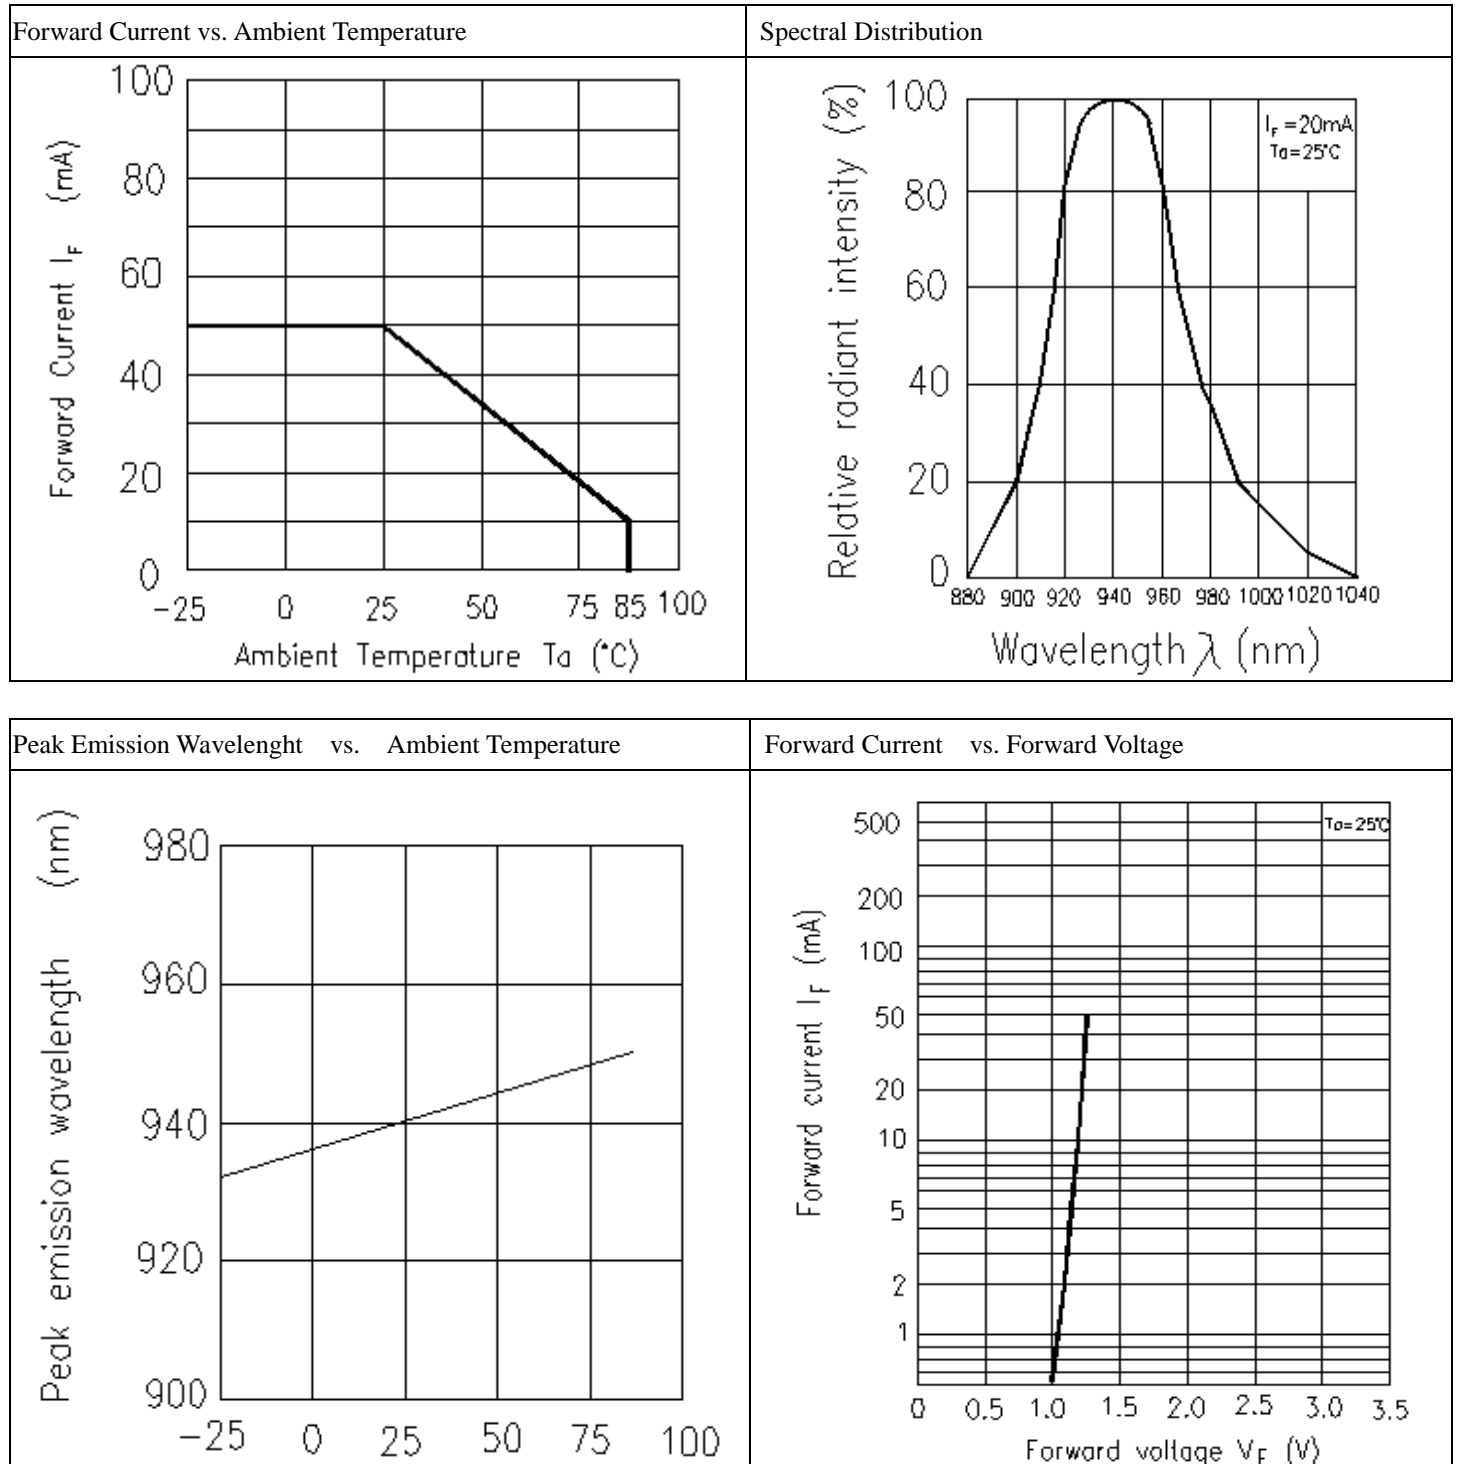 Forward Current vs. Ambient Temperature
Spectral Distribution
Forward Current IF (mA)
100
80
60
40
20
0
-25 0 25 50 75 85 100
Ambient Temperature Ta (°C)
Relative radiant intensity (%)
100
80
60
40
20
0
IF =20mA
Ta=25°C
880 900 920 940 960 980 1000 1020 1040
Wavelength λ (nm)
Peak Emission Wavelenght vs. Ambient Temperature
Forward Current vs. Forward Voltage
Peak emission wavelength (nm)
980
960
940
920
900
-25 0 25 50 75 100
Forward current IF (mA)
500
200
100
50
20
10
5
2
1
Ta=25°C
0 0.5 1.0 1.5 2.0 2.5 3.0 3.5
Forward voltage VF (V)